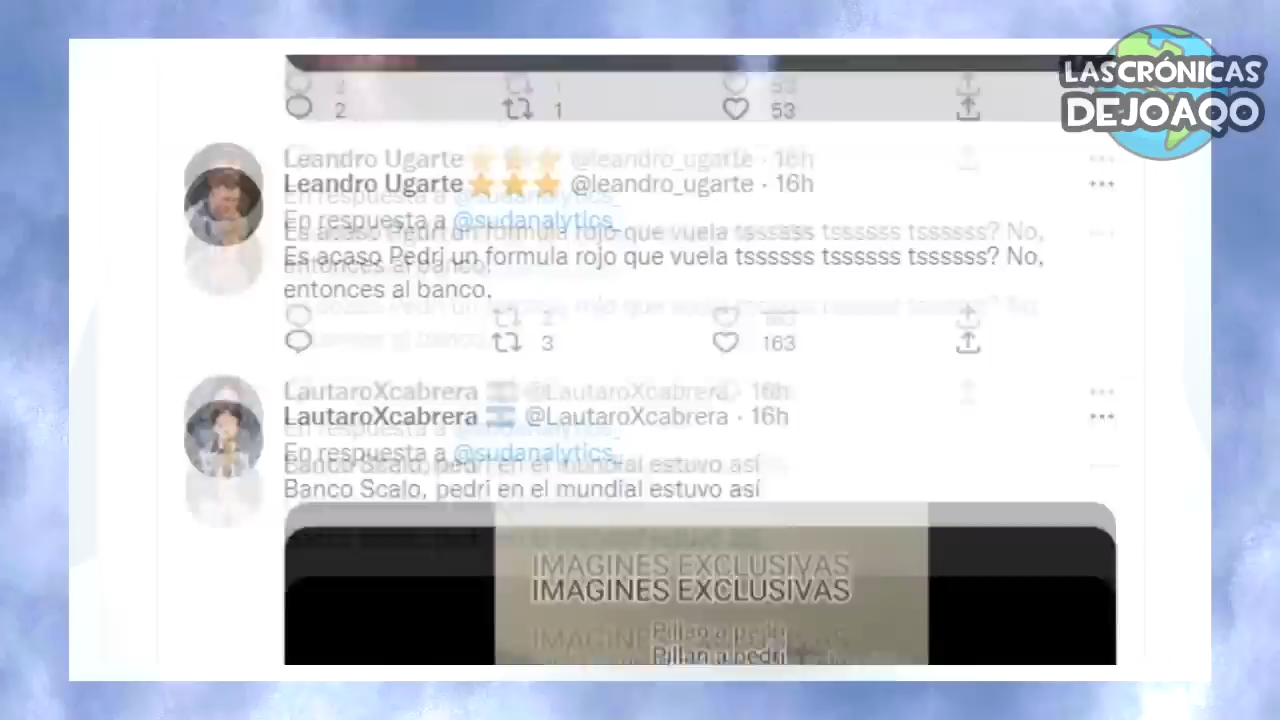 LAS CRÓNICAS
DE JOAQO
2 1 53
Leandro Ugarte ⭐⭐⭐ @leandro_ugarte · 16h
En respuesta a @sudanalytics_
Es acaso Pedri un formula rojo que vuela tssssss tssssss tssssss? No,
entonces al banco.
3 163
LautaroXcabrera 🇦🇷 @LautaroXcabrera · 16h
En respuesta a @sudanalytics_
Banco Scalo, pedri en el mundial estuvo así
IMAGINES EXCLUSIVAS
Pillan a pedri